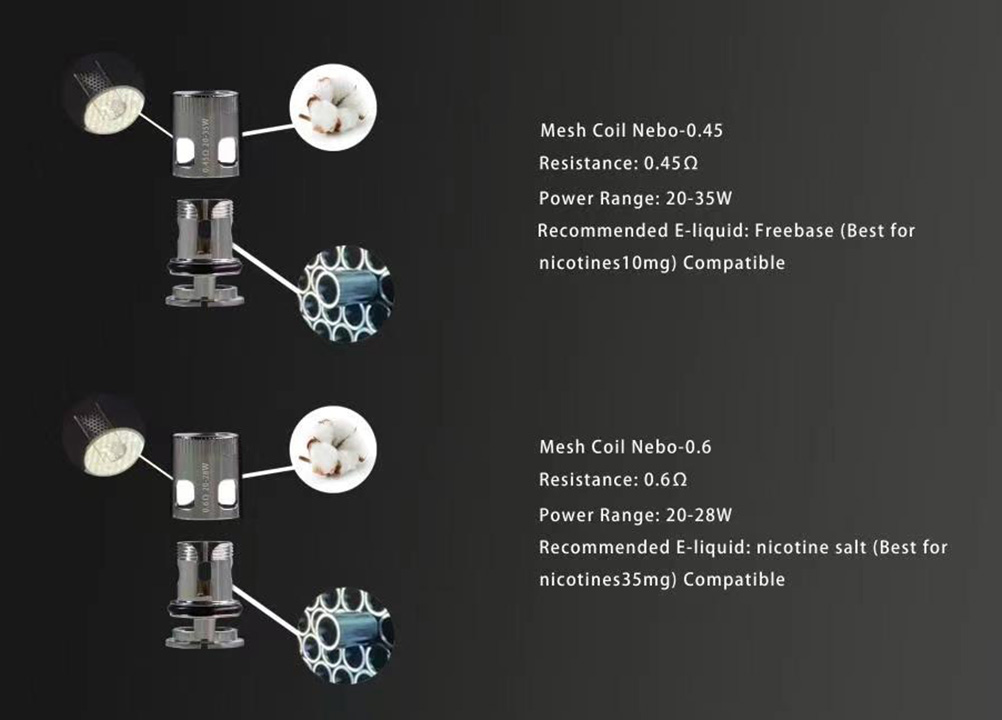 0.45Ω 20-35W
Mesh Coil Nebo-0.45
Resistance: 0.45Ω
Power Range: 20-35W
Recommended E-liquid: Freebase (Best for
nicotines10mg) Compatible
0.6Ω 20-28W
Mesh Coil Nebo-0.6
Resistance: 0.6Ω
Power Range: 20-28W
Recommended E-liquid: nicotine salt (Best for
nicotines35mg) Compatible